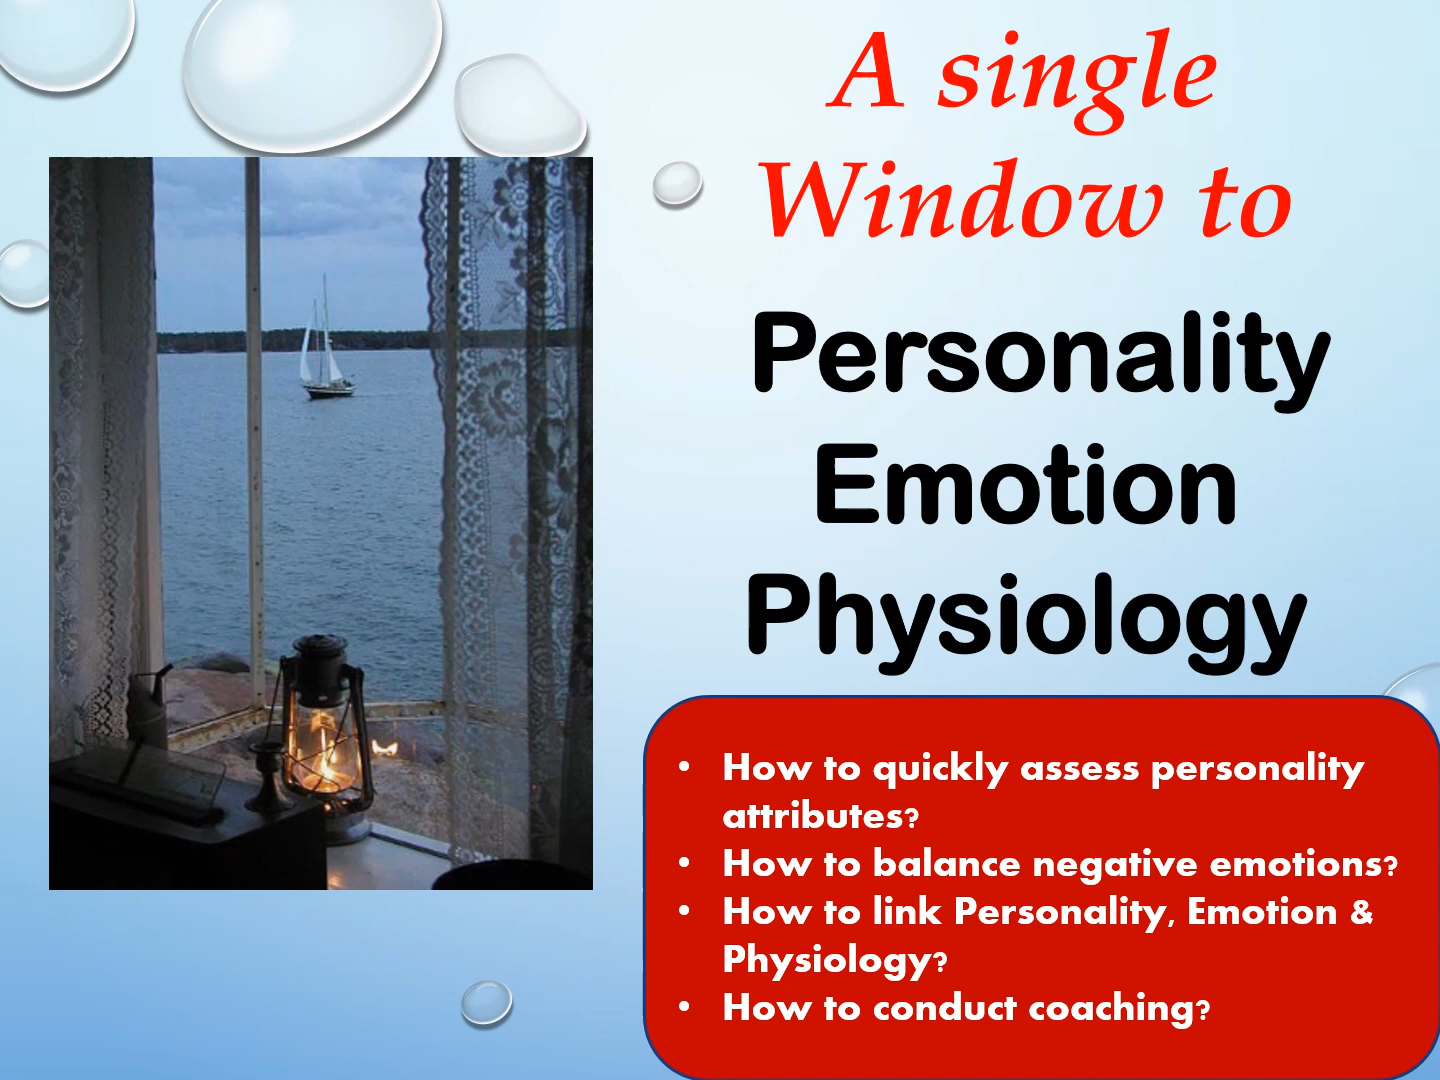 A single
Window to
Personality
Emotion
Physiology
• How to quickly assess personality
attributes?
• How to balance negative emotions?
• How to link Personality, Emotion &
Physiology?
• How to conduct coaching?